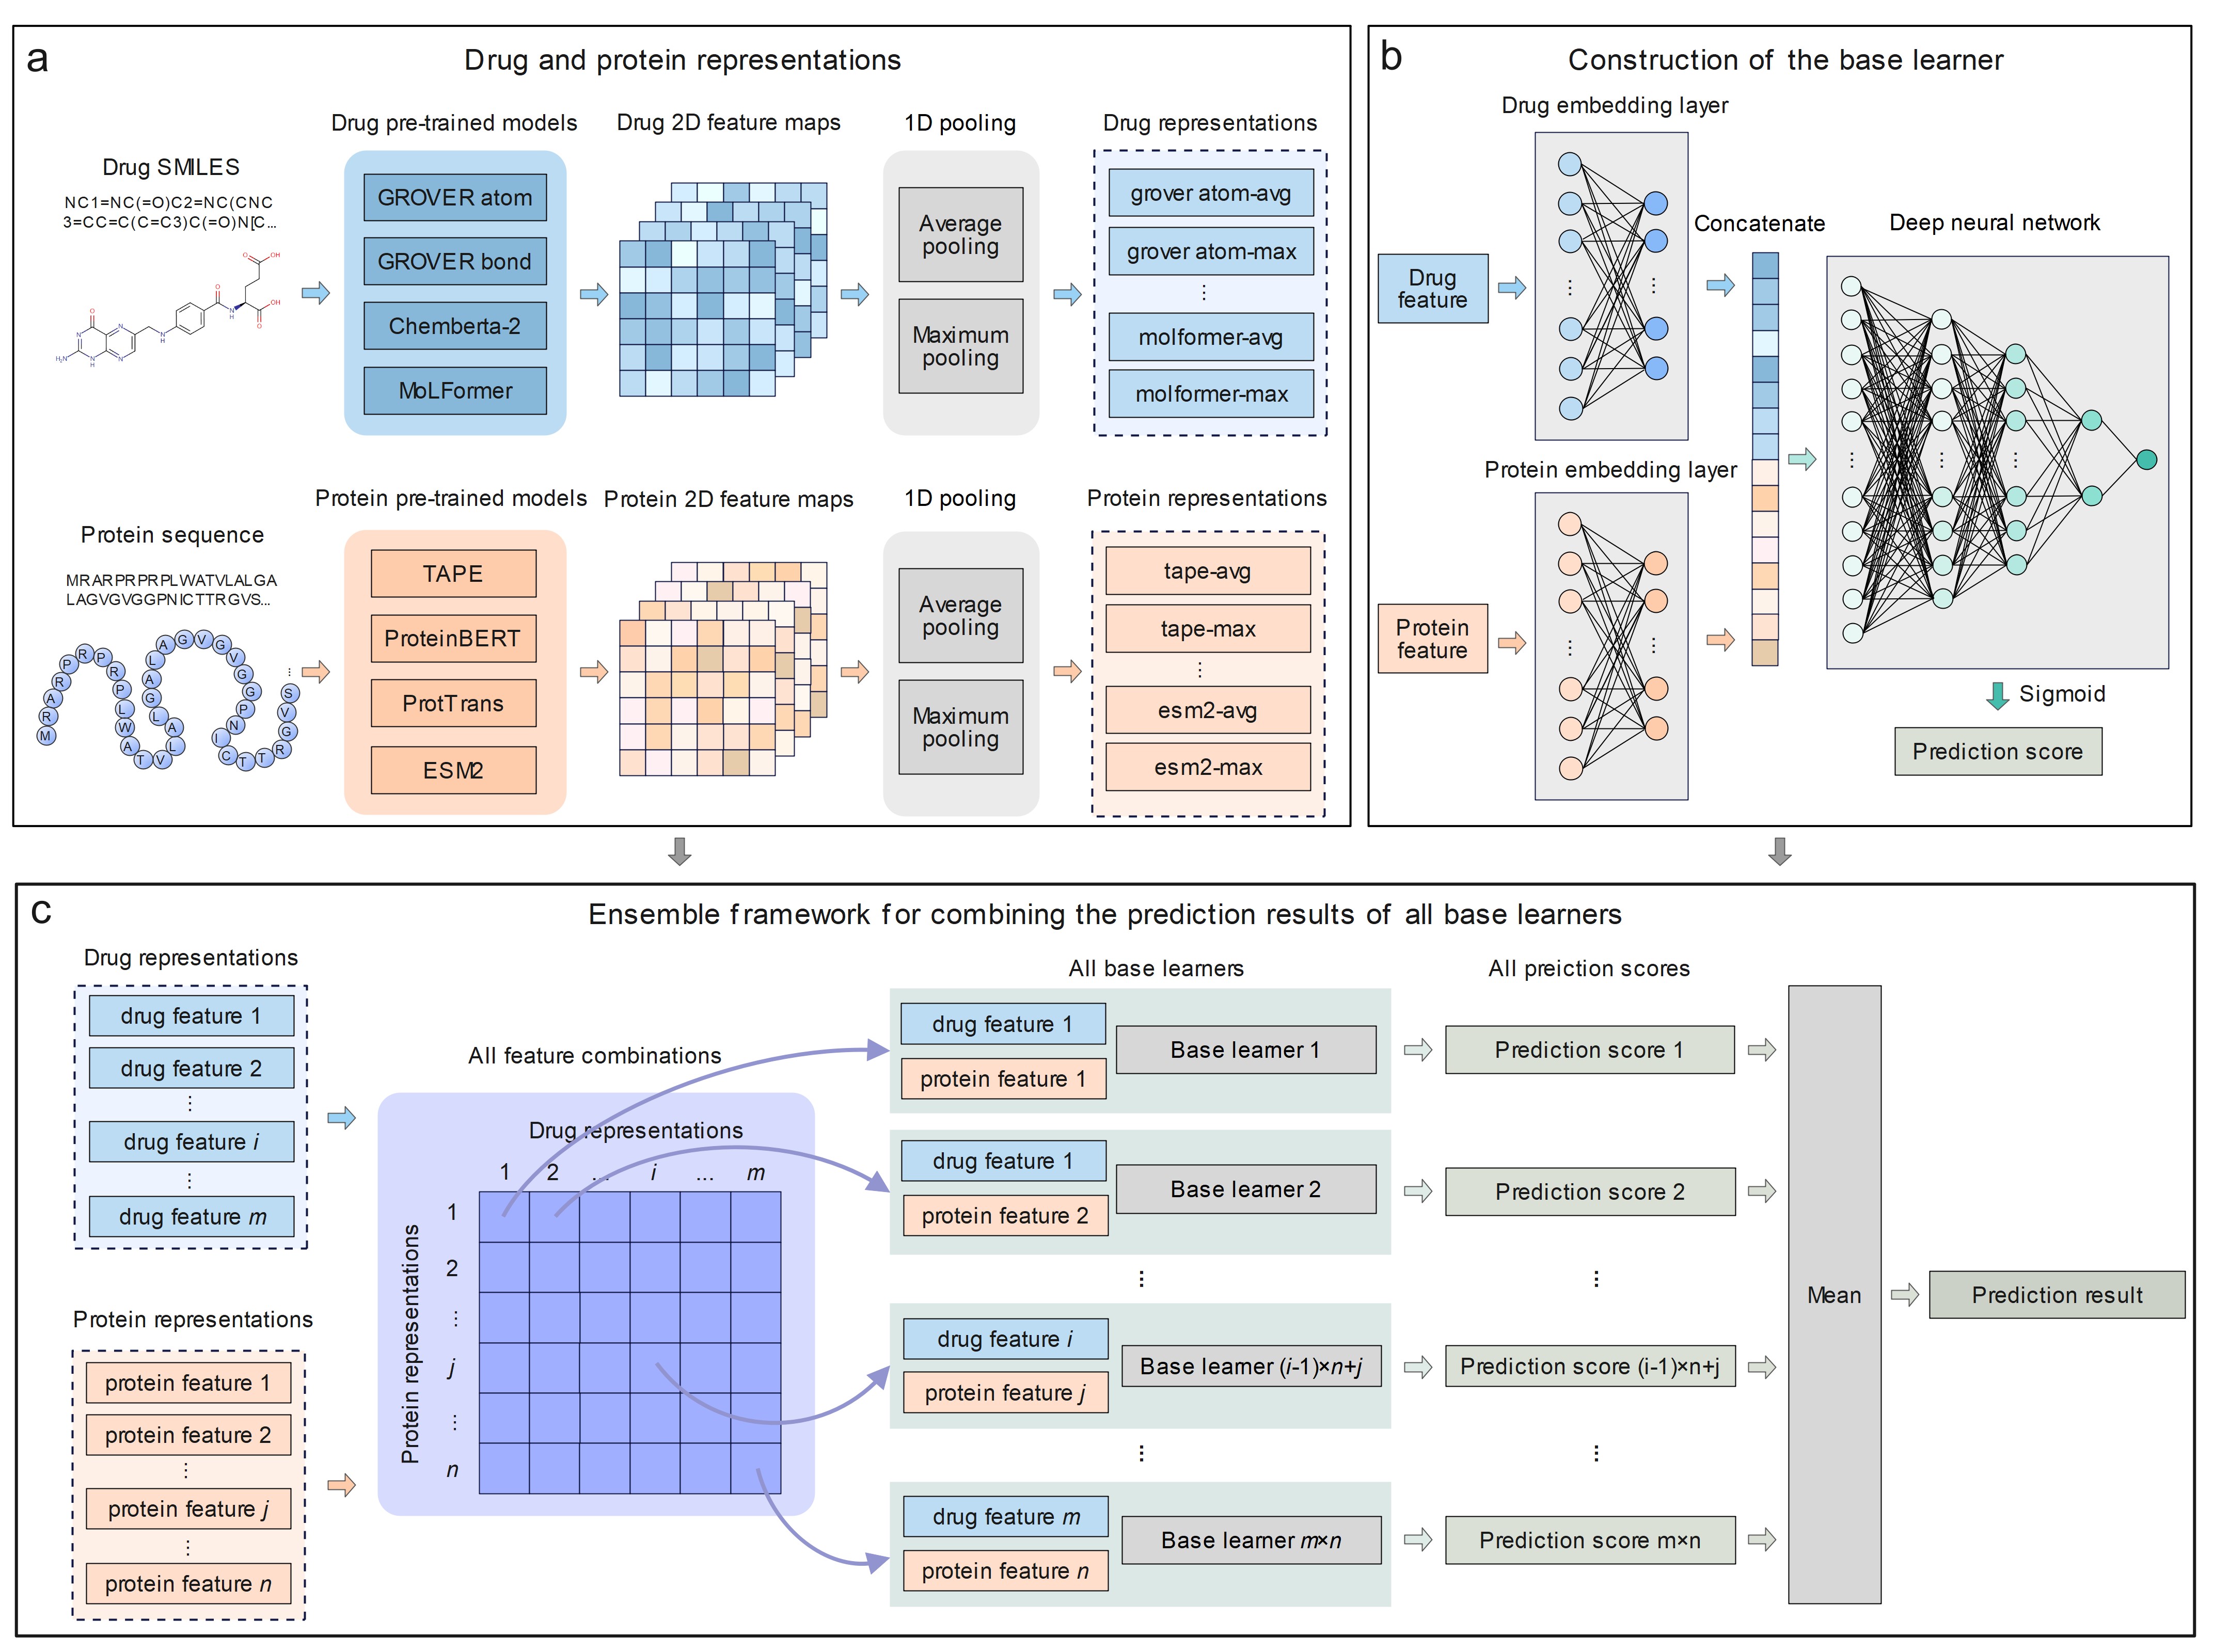 a
Drug and protein representations
Drug SMILES
NC1=NC(=O)C2=NC(CNC
3=CC=C(C=C3)C(=O)N[C...
Drug pre-trained models
GROVER atom
GROVER bond
Chemberta-2
MoLFormer
Drug 2D feature maps
1D pooling
Average
pooling
Maximum
pooling
Drug representations
grover atom-avg
grover atom-max
⋮
molformer-avg
molformer-max
Protein sequence
MRARPRPRPLWATVLALGA
LAGVGVGGPNICTTRGVS...
M R A R P R P R P L W A T V L A L G A L A G V G V G G P N I C T T R G V S ⋮
Protein pre-trained models
TAPE
ProteinBERT
ProtTrans
ESM2
Protein 2D feature maps
1D pooling
Average
pooling
Maximum
pooling
Protein representations
tape-avg
tape-max
⋮
esm2-avg
esm2-max
b
Construction of the base learner
Drug embedding layer
Drug
feature
Protein embedding layer
Protein
feature
Concatenate
Deep neural network
Sigmoid
Prediction score
c
Ensemble framework for combining the prediction results of all base learners
Drug representations
drug feature 1
drug feature 2
⋮
drug feature i
⋮
drug feature m
Protein representations
protein feature 1
protein feature 2
⋮
protein feature j
⋮
protein feature n
All feature combinations
Drug representations
1 2 ... i ... m
Protein representations
1
2
⋮
j
⋮
n
All base learners
drug feature 1
protein feature 1
Base learner 1
drug feature 1
protein feature 2
Base learner 2
⋮
drug feature i
protein feature j
Base learner (i-1)×n+j
⋮
drug feature m
protein feature n
Base learner m×n
All preiction scores
Prediction score 1
Prediction score 2
⋮
Prediction score (i-1)×n+j
⋮
Prediction score m×n
Mean
Prediction result